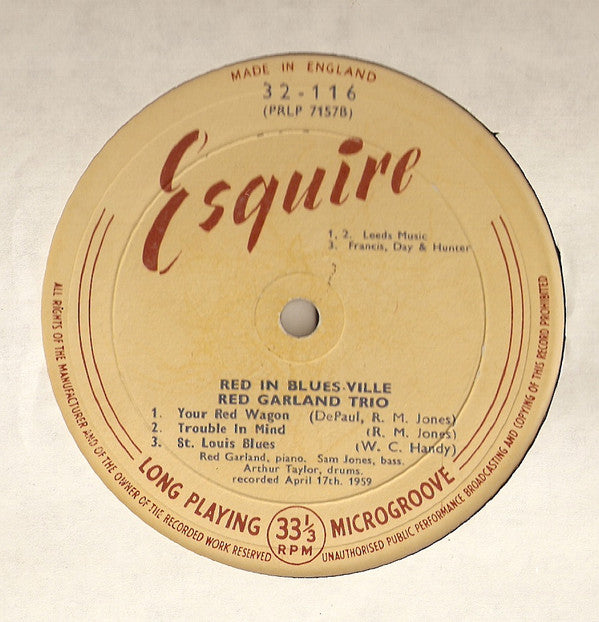 MADE IN ENGLAND
32-116
(PRLP 7157B)
Esquire
1, 2. Leeds Music
3. Francis, Day & Hunter
RED IN BLUES-VILLE
RED GARLAND TRIO
1. Your Red Wagon (DePaul, R. M. Jones)
2. Trouble In Mind (R. M. Jones)
3. St. Louis Blues (W. C. Handy)
Red Garland, piano. Sam Jones, bass.
Arthur Taylor, drums.
recorded April 17th. 1959
LONG PLAYING 33⅓ RPM MICROGROOVE
ALL RIGHTS OF THE MANUFACTURER AND OF THE OWNER OF THE RECORDED WORK RESERVED
UNAUTHORISED PUBLIC PERFORMANCE BROADCASTING AND COPYING OF THIS RECORD PROHIBITED